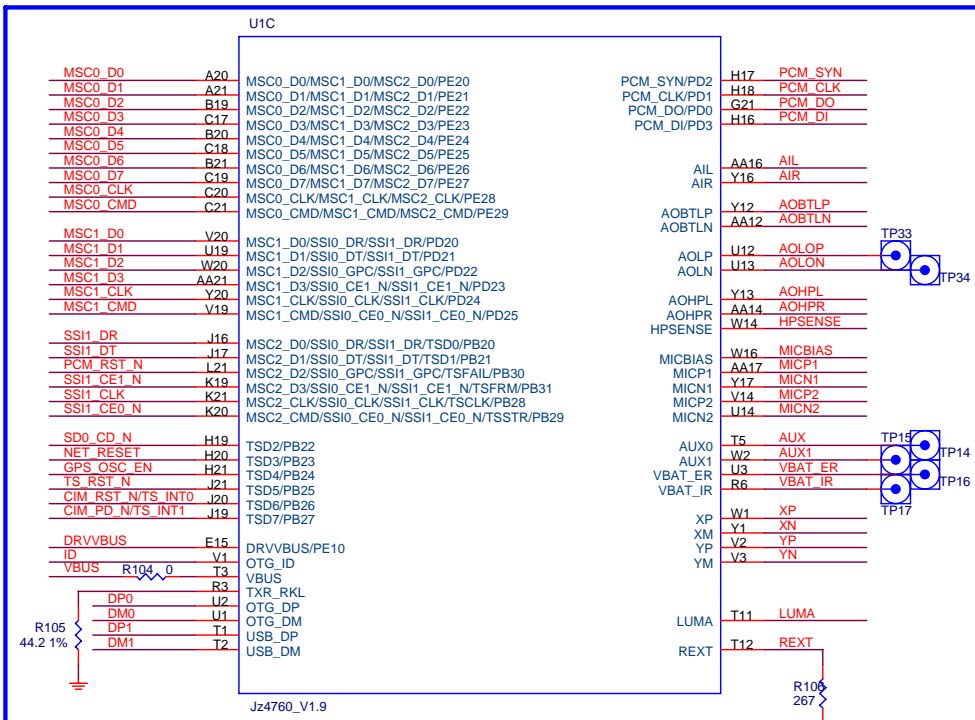 U1C
MSC0_D0 A20 MSC0_D0/MSC1_D0/MSC2_D0/PE20
MSC0_D1 A21 MSC0_D1/MSC1_D1/MSC2_D1/PE21
MSC0_D2 B19 MSC0_D2/MSC1_D2/MSC2_D2/PE22
MSC0_D3 C17 MSC0_D3/MSC1_D3/MSC2_D3/PE23
MSC0_D4 B20 MSC0_D4/MSC1_D4/MSC2_D4/PE24
MSC0_D5 C18 MSC0_D5/MSC1_D5/MSC2_D5/PE25
MSC0_D6 B21 MSC0_D6/MSC1_D6/MSC2_D6/PE26
MSC0_D7 C19 MSC0_D7/MSC1_D7/MSC2_D7/PE27
MSC0_CLK C20 MSC0_CLK/MSC1_CLK/MSC2_CLK/PE28
MSC0_CMD C21 MSC0_CMD/MSC1_CMD/MSC2_CMD/PE29
MSC1_D0 V20 MSC1_D0/SSI0_DR/SSI1_DR/PD20
MSC1_D1 U19 MSC1_D1/SSI0_DT/SSI1_DT/PD21
MSC1_D2 W20 MSC1_D2/SSI0_GPC/SSI1_GPC/PD22
MSC1_D3 AA21 MSC1_D3/SSI0_CE1_N/SSI1_CE1_N/PD23
MSC1_CLK Y20 MSC1_CLK/SSI0_CLK/SSI1_CLK/PD24
MSC1_CMD V19 MSC1_CMD/SSI0_CE0_N/SSI1_CE0_N/PD25
SSI1_DR J16 MSC2_D0/SSI0_DR/SSI1_DR/TSD0/PB20
SSI1_DT J17 MSC2_D1/SSI0_DT/SSI1_DT/TSD1/PB21
PCM_RST_N L21 MSC2_D2/SSI0_GPC/SSI1_GPC/TSFAIL/PB30
SSI1_CE1_N K19 MSC2_D3/SSI0_CE1_N/SSI1_CE1_N/TSFRM/PB31
SSI1_CLK K21 MSC2_CLK/SSI0_CLK/SSI1_CLK/TSCLK/PB28
SSI1_CE0_N K20 MSC2_CMD/SSI0_CE0_N/SSI1_CE0_N/TSSTR/PB29
SD0_CD_N H19 TSD2/PB22
NET_RESET H20 TSD3/PB23
GPS_OSC_EN H21 TSD4/PB24
TS_RST_N J21 TSD5/PB25
CIM_RST_N/TS_INT0 J20 TSD6/PB26
CIM_PD_N/TS_INT1 J19 TSD7/PB27
DRVVBUS E15 DRVVBUS/PE10
ID V1 OTG_ID
VBUS R104 0 T3 VBUS
R3 TXR_RKL
DP0 U2 OTG_DP
DM0 U1 OTG_DM
DP1 T1 USB_DP
DM1 T2 USB_DM
R105
44.2 1%
PCM_SYN/PD2 H17 PCM_SYN
PCM_CLK/PD1 H18 PCM_CLK
PCM_DO/PD0 G21 PCM_DO
PCM_DI/PD3 H16 PCM_DI
AIL AA16 AIL
AIR Y16 AIR
AOBTLP Y12 AOBTLP
AOBTLN AA12 AOBTLN
AOLP U12 AOLOP TP33
AOLN U13 AOLON TP34
AOHPL Y13 AOHPL
AOHPR AA14 AOHPR
HPSENSE W14 HPSENSE
MICBIAS W16 MICBIAS
MICP1 AA17 MICP1
MICN1 Y17 MICN1
MICP2 V14 MICP2
MICN2 U14 MICN2
AUX0 T5 AUX TP15 TP14
AUX1 W2 AUX1
VBAT_ER U3 VBAT_ER TP16
VBAT_IR R6 VBAT_IR TP17
XP W1 XP
XM Y1 XN
YP V2 YP
YM V3 YN
LUMA T11 LUMA
REXT T12 REXT
R106
267
Jz4760_V1.9